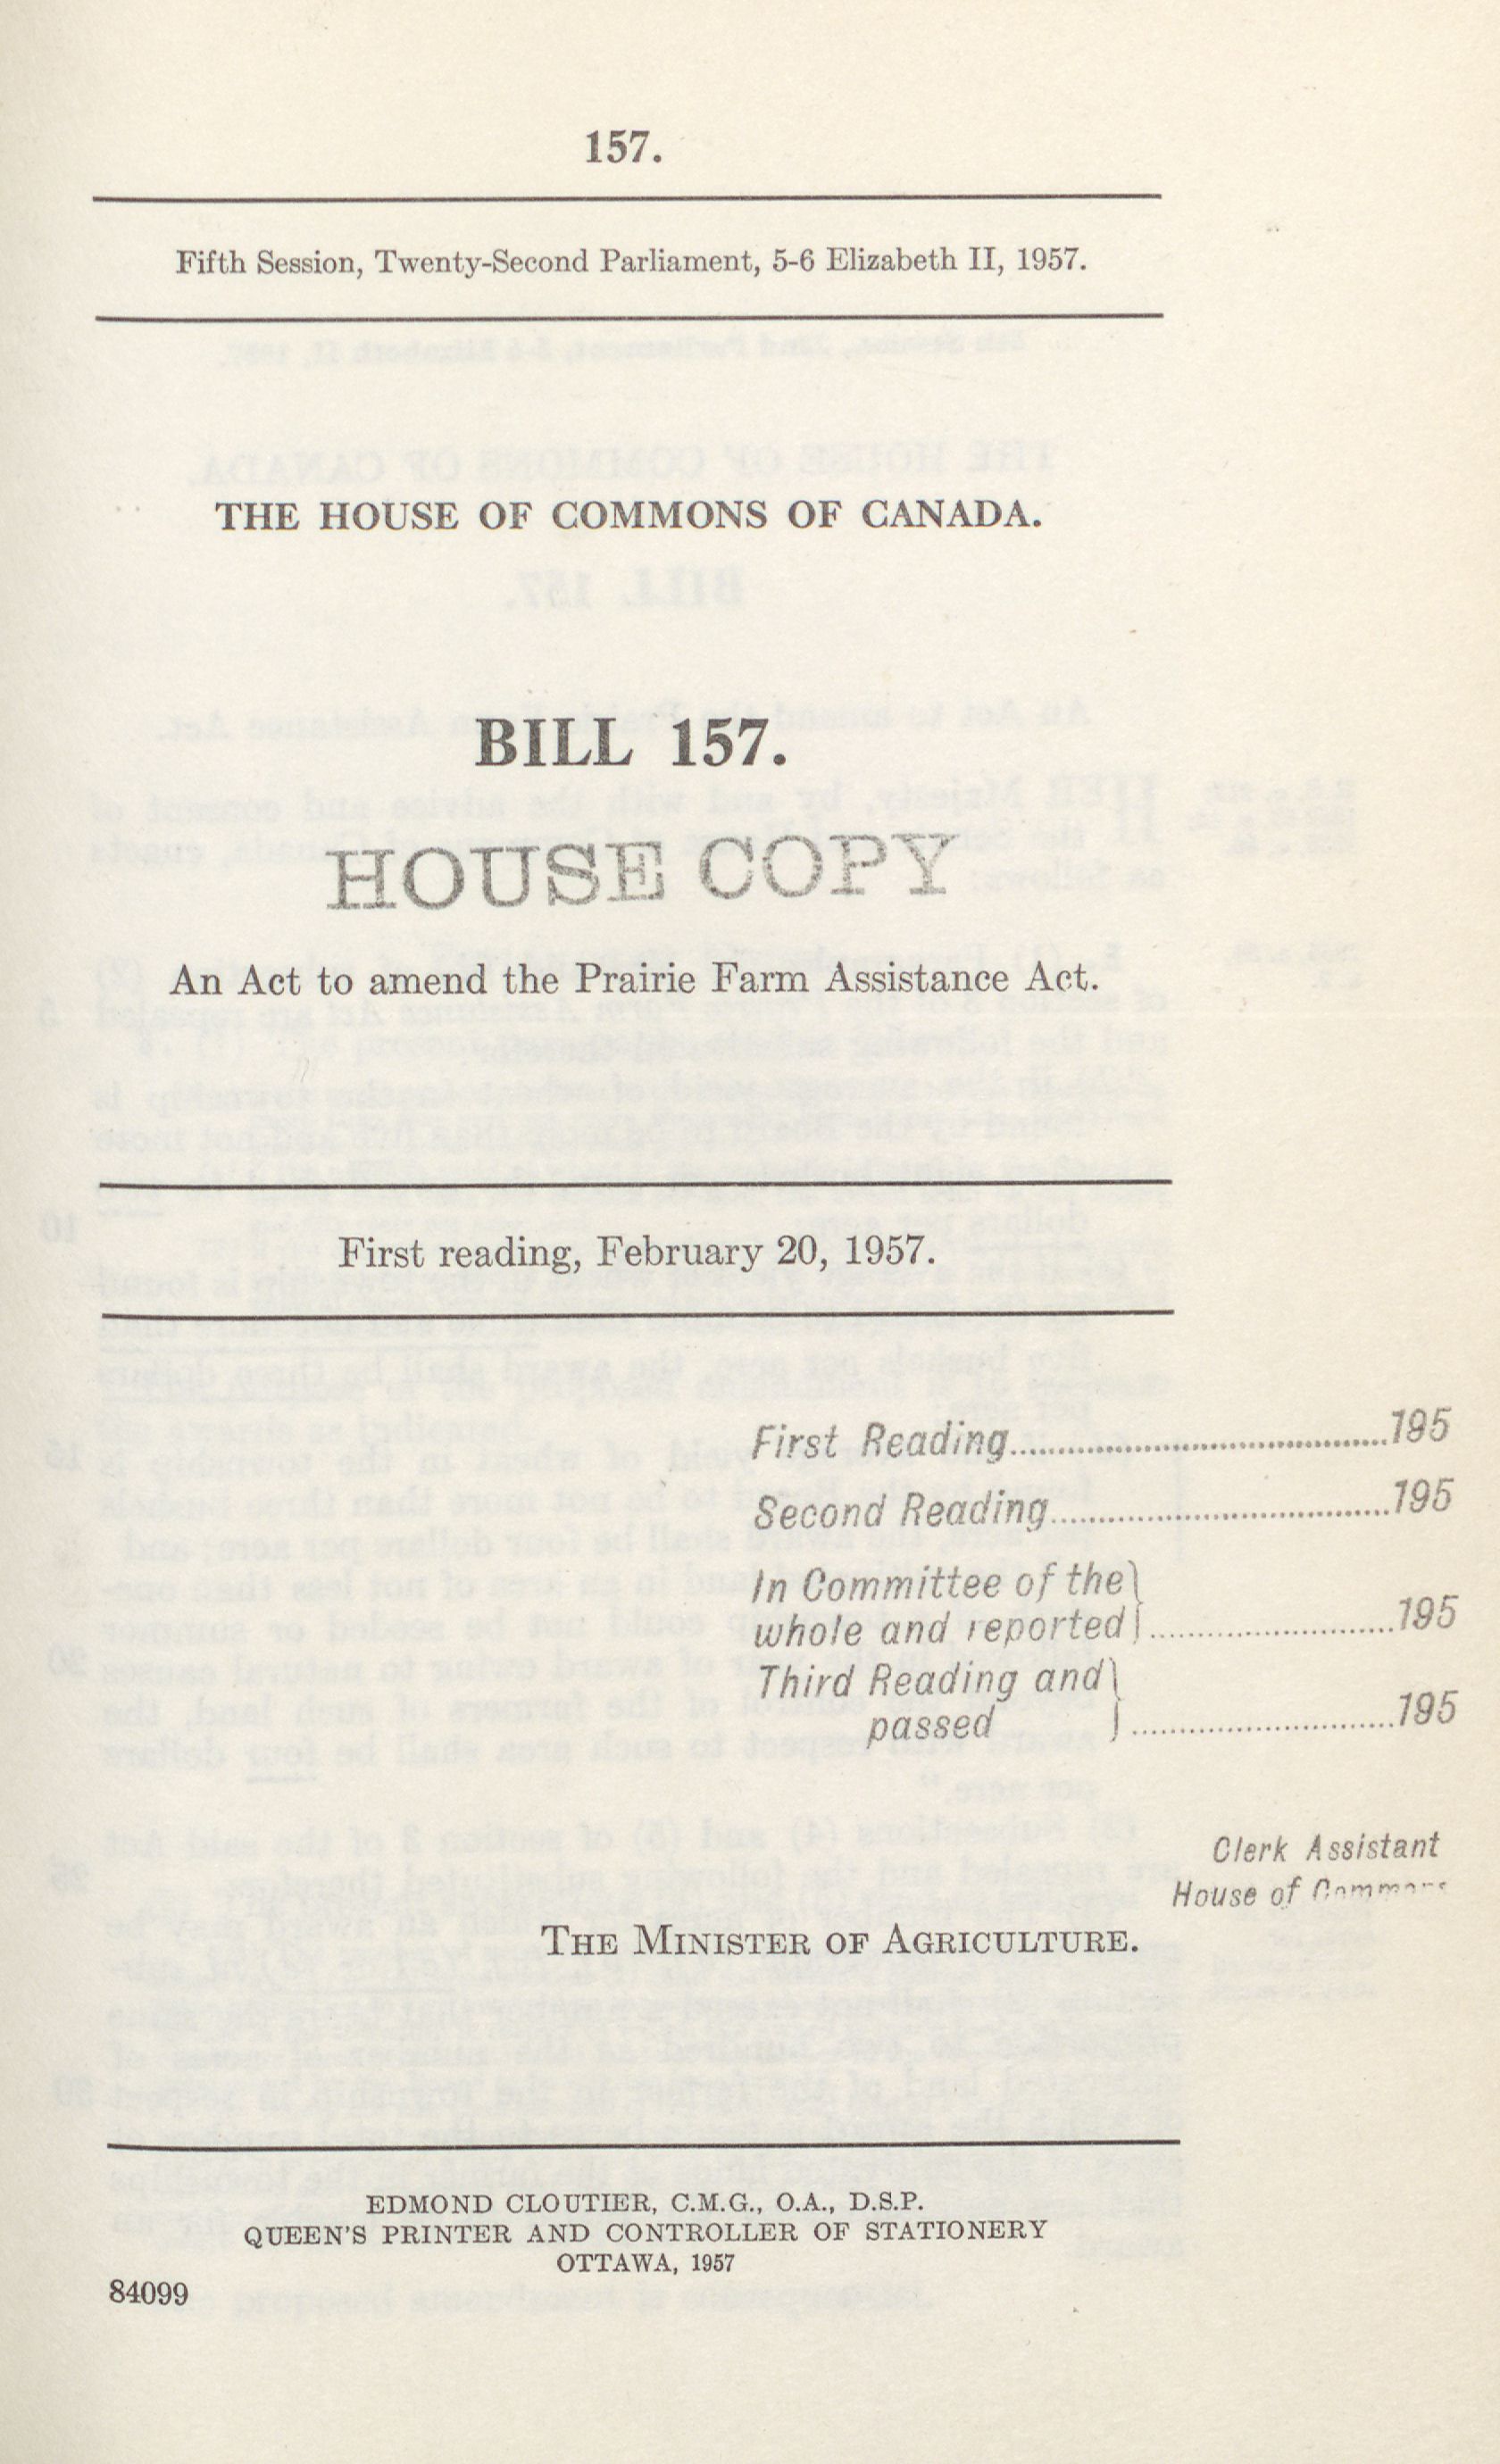 157.
Fifth Session, Twenty-Second Parliament, 5-6 Elizabeth II, 1957.
THE HOUSE OF COMMONS OF CANADA.
BILL 157.
HOUSE COPY
An Act to amend the Prairie Farm Assistance Act.
First reading, February 20, 1957.
First Reading.......................................195
Second Reading...................................195
In Committee of the
whole and reported}.........................195
Third Reading and
passed }...........................195
Clerk Assistant
House of Commons
THE MINISTER OF AGRICULTURE.
EDMOND CLOUTIER, C.M.G., O.A., D.S.P.
QUEEN'S PRINTER AND CONTROLLER OF STATIONERY
OTTAWA, 1957
84099